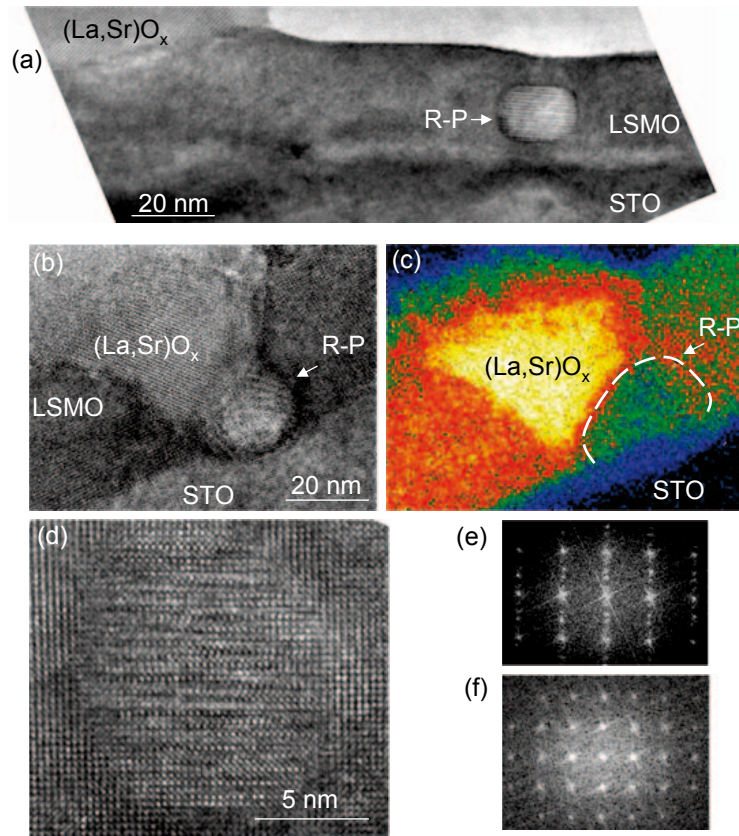 (a)
(La,Sr)Oₓ
R-P
LSMO
STO
20 nm
(b)
(La,Sr)Oₓ
R-P
LSMO
STO
20 nm
(c)
R-P
(La,Sr)Oₓ
STO
(d)
5 nm
(e)
(f)